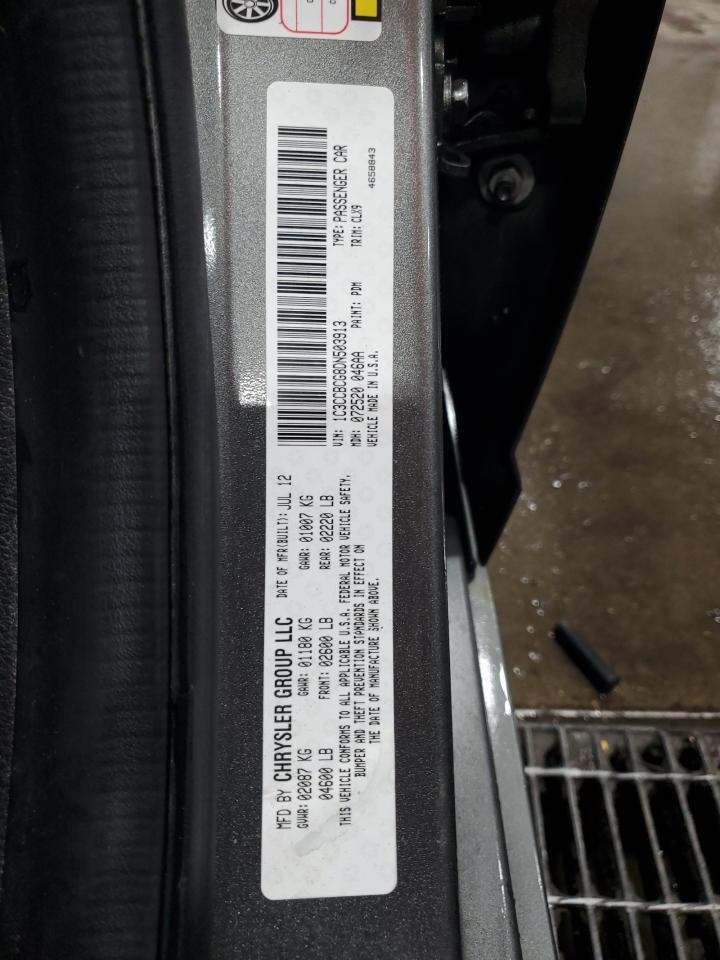 MFD BY CHRYSLER GROUP LLC DATE OF MFR(BUILT): JUL 12
GVWR: 02087 KG GAWR: 01180 KG GAWR: 01007 KG
04600 LB FRONT: 02600 LB REAR: 02220 LB
THIS VEHICLE CONFORMS TO ALL APPLICABLE U.S.A. FEDERAL MOTOR VEHICLE SAFETY,
BUMPER AND THEFT PREVENTION STANDARDS IN EFFECT ON
THE DATE OF MANUFACTURE SHOWN ABOVE.
VIN: 1C3CCBCG8DN503913 TYPE: PASSENGER CAR
MDH: 072520 046AA PAINT: PDM TRIM: CLX9
VEHICLE MADE IN U.S.A. 4658843